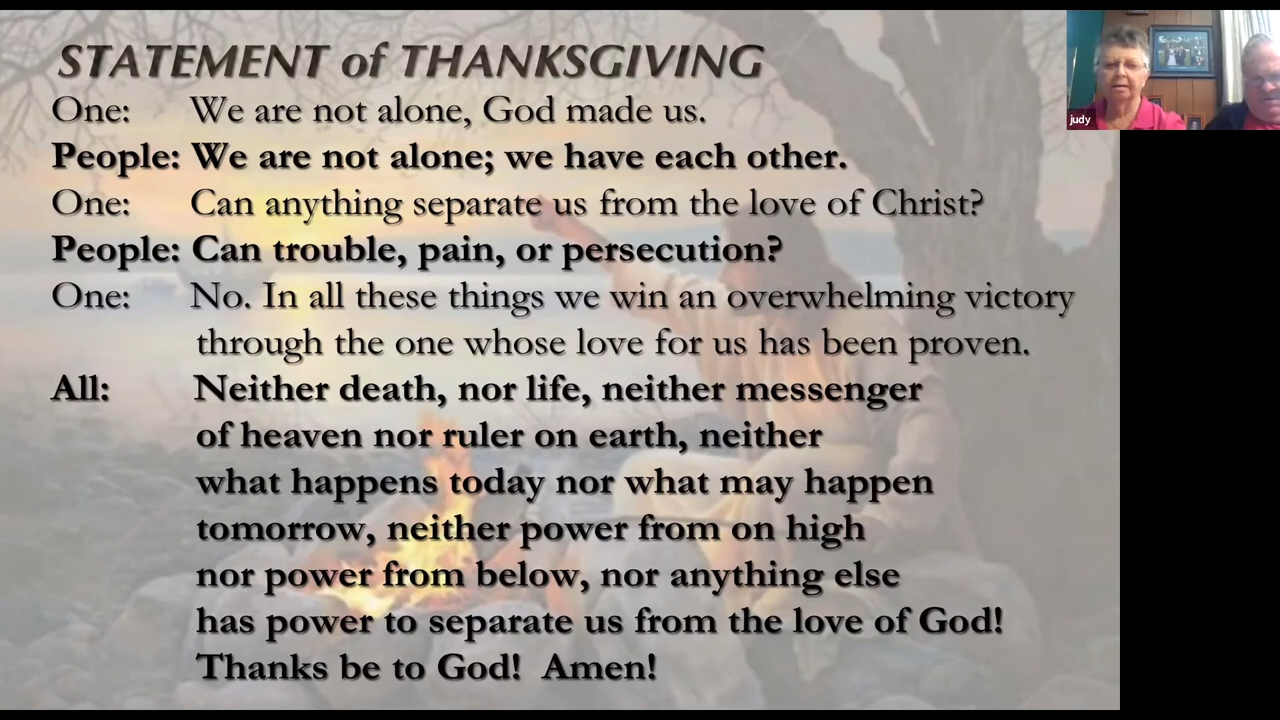 STATEMENT of THANKSGIVING
One: We are not alone, God made us.
People: We are not alone; we have each other.
One: Can anything separate us from the love of Christ?
People: Can trouble, pain, or persecution?
One: No. In all these things we win an overwhelming victory
through the one whose love for us has been proven.
All: Neither death, nor life, neither messenger
of heaven nor ruler on earth, neither
what happens today nor what may happen
tomorrow, neither power from on high
nor power from below, nor anything else
has power to separate us from the love of God!
Thanks be to God! Amen!
judy